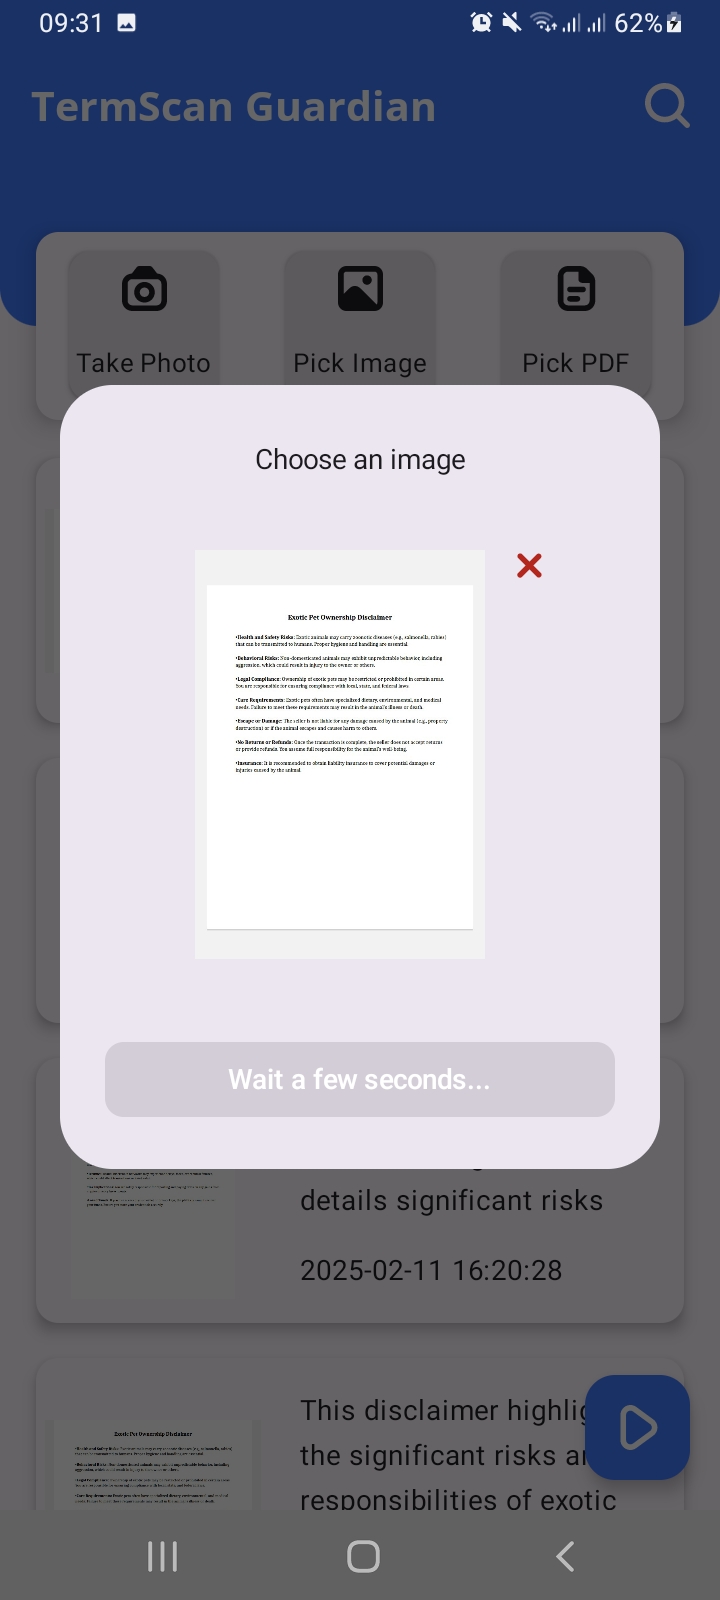 09:31
62%
TermScan Guardian
Take Photo
Pick Image
Pick PDF
Choose an image
Exotic Pet Ownership Disclaimer
•Health and Safety Risks: Exotic animals may carry zoonotic diseases (e.g., salmonella, rabies)
that can be transmitted to humans. Proper hygiene and handling are essential.
•Behavioral Risks: Non-domesticated animals may exhibit unpredictable behavior, including
aggression, which could result in injury to the owner or others.
•Legal Compliance: Ownership of exotic pets may be restricted or prohibited in certain areas.
You are responsible for ensuring compliance with local, state, and federal laws
•Care Requirements: Exotic pets often have specialized dietary, environmental, and medical
needs. Failure to meet these requirements may result in the animal's illness or death.
•Escape or Damage: The seller is not liable for any damage caused by the animal (e.g., property
destruction) or if the animal escapes and causes harm to others.
•No Returns or Refunds: Once the transaction is complete, the seller does not accept returns
or provide refunds. You assume full responsibility for the animal's well-being.
•Insurance: It is recommended to obtain liability insurance to cover potential damages or
injuries caused by the animal.
Wait a few seconds...
details significant risks
2025-02-11 16:20:28
This disclaimer highlig
the significant risks an
responsibilities of exotic
Exotic Pet Ownership Disclaimer